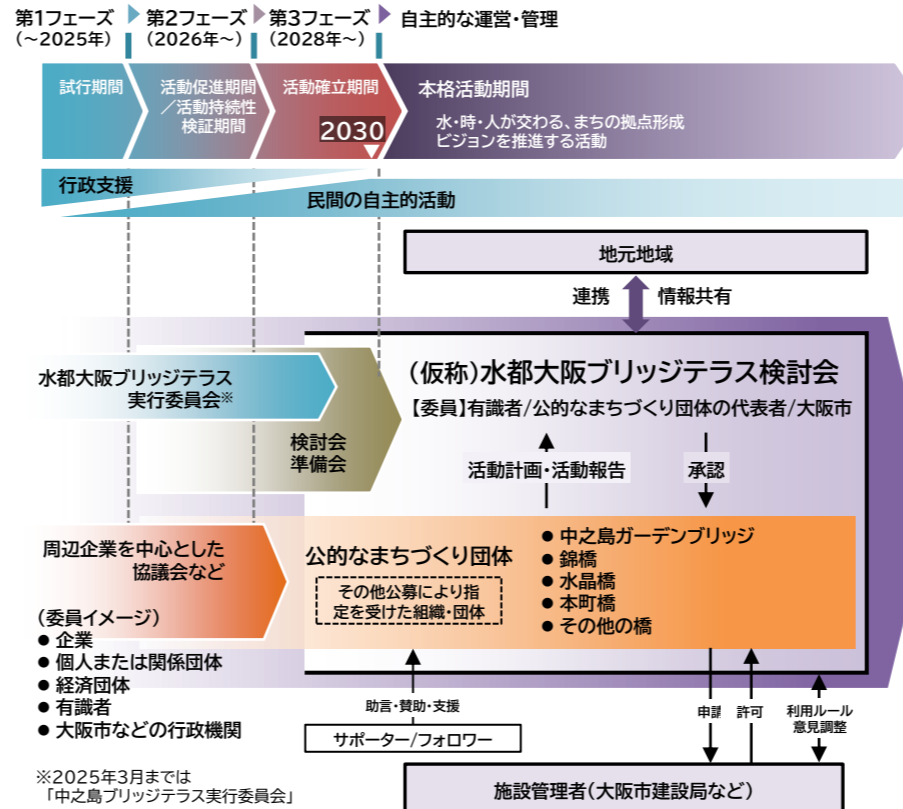 第1フェーズ
(～2025年)
第2フェーズ
(2026年～)
第3フェーズ
(2028年～)
自主的な運営・管理
試行期間
活動促進期間
／活動持続性
検証期間
活動確立期間
2030
本格活動期間
水・時・人が交わる、まちの拠点形成
ビジョンを推進する活動
行政支援
民間の自主的活動
地元地域
連携
情報共有
水都大阪ブリッジテラス
実行委員会※
検討会
準備会
(仮称)水都大阪ブリッジテラス検討会
【委員】有識者/公的なまちづくり団体の代表者/大阪市
活動計画・活動報告
承認
周辺企業を中心とした
協議会など
公的なまちづくり団体
その他公募により指
定を受けた組織・団体
● 中之島ガーデンブリッジ
● 錦橋
● 水晶橋
● 本町橋
● その他の橋
(委員イメージ)
● 企業
● 個人または関係団体
● 経済団体
● 有識者
● 大阪市などの行政機関
助言・賛助・支援
サポーター/フォロワー
申請
許可
利用ルール
意見調整
施設管理者(大阪市建設局など)
※2025年3月までは
「中之島ブリッジテラス実行委員会」